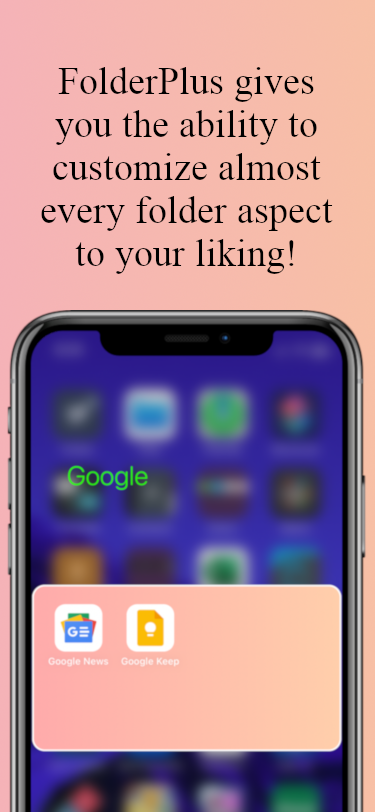 FolderPlus gives
you the ability to
customize almost
every folder aspect
to your liking!
Google
Google News Google Keep